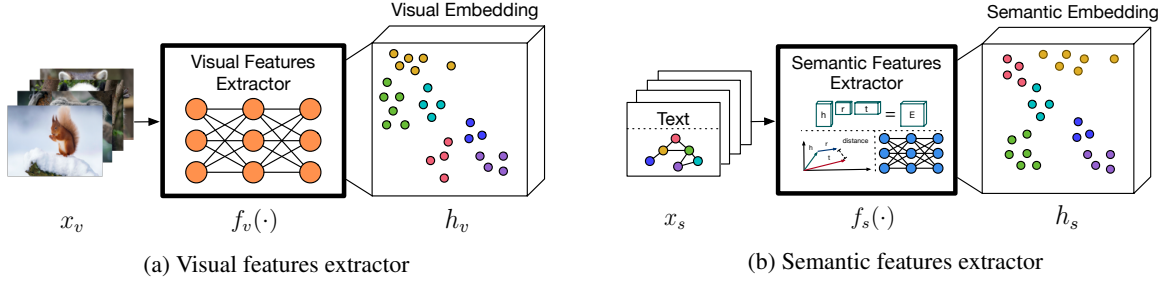 Visual Embedding
Visual Features
Extractor
x_v
f_v(·)
h_v
(a) Visual features extractor
Semantic Embedding
Text
Semantic Features
Extractor
h r t = E
h r t distance
x_s
f_s(·)
h_s
(b) Semantic features extractor